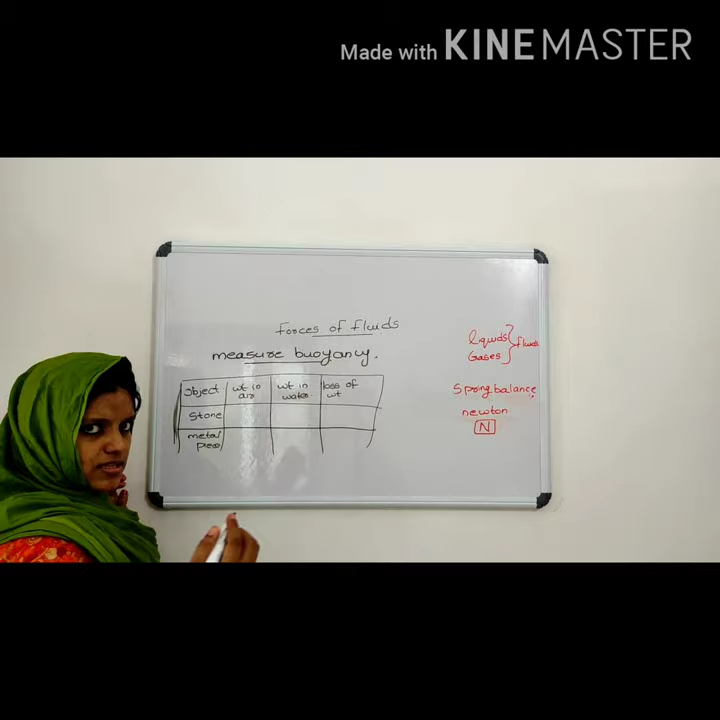 Made with KINEMASTER
Forces of fluids
measure buoyancy.
Object wt in air wt in water loss of wt
Stone
metal piece
liquids
Gases
fluids
Spring balance
newton
N